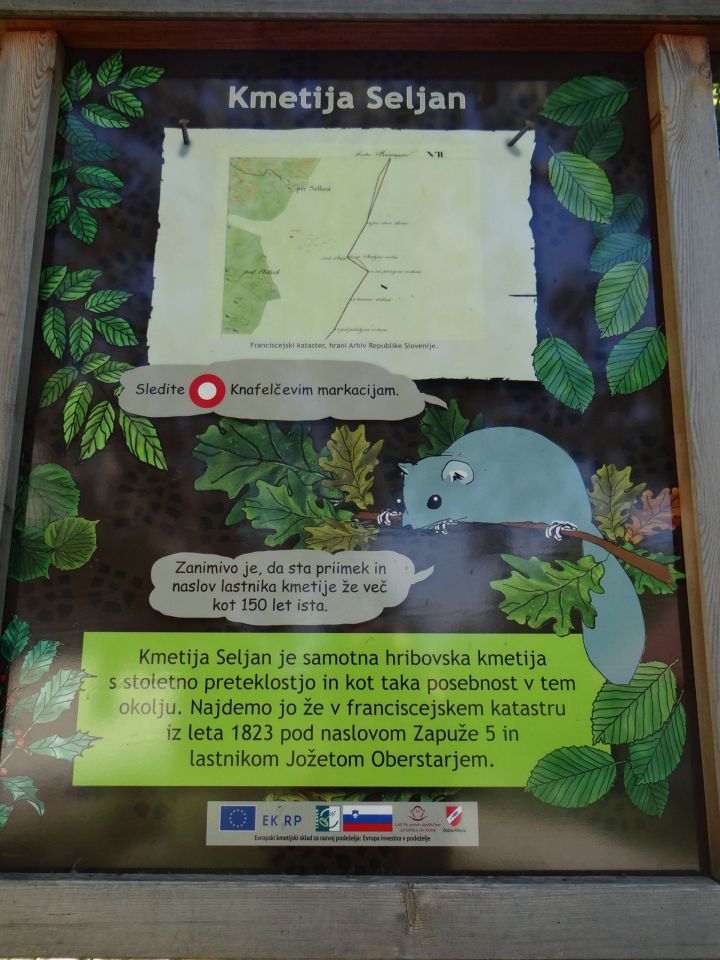 Kmetija Seljan
VII
pod
Franciscejski kataster, hrani Arhiv Republike Slovenije.
Sledite Knafelčevim markacijam.
Zanimivo je, da sta priimek in
naslov lastnika kmetije že več
kot 150 let ista.
Kmetija Seljan je samotna hribovska kmetija
s stoletno preteklostjo in kot taka posebnost v tem
okolju. Najdemo jo že v franciscejskem katastru
iz leta 1823 pod naslovom Zapuže 5 in
lastnikom Jožetom Oberstarjem.
EKSRP
Evropski kmetijski sklad za razvoj podeželja: Evropa investira v podeželje